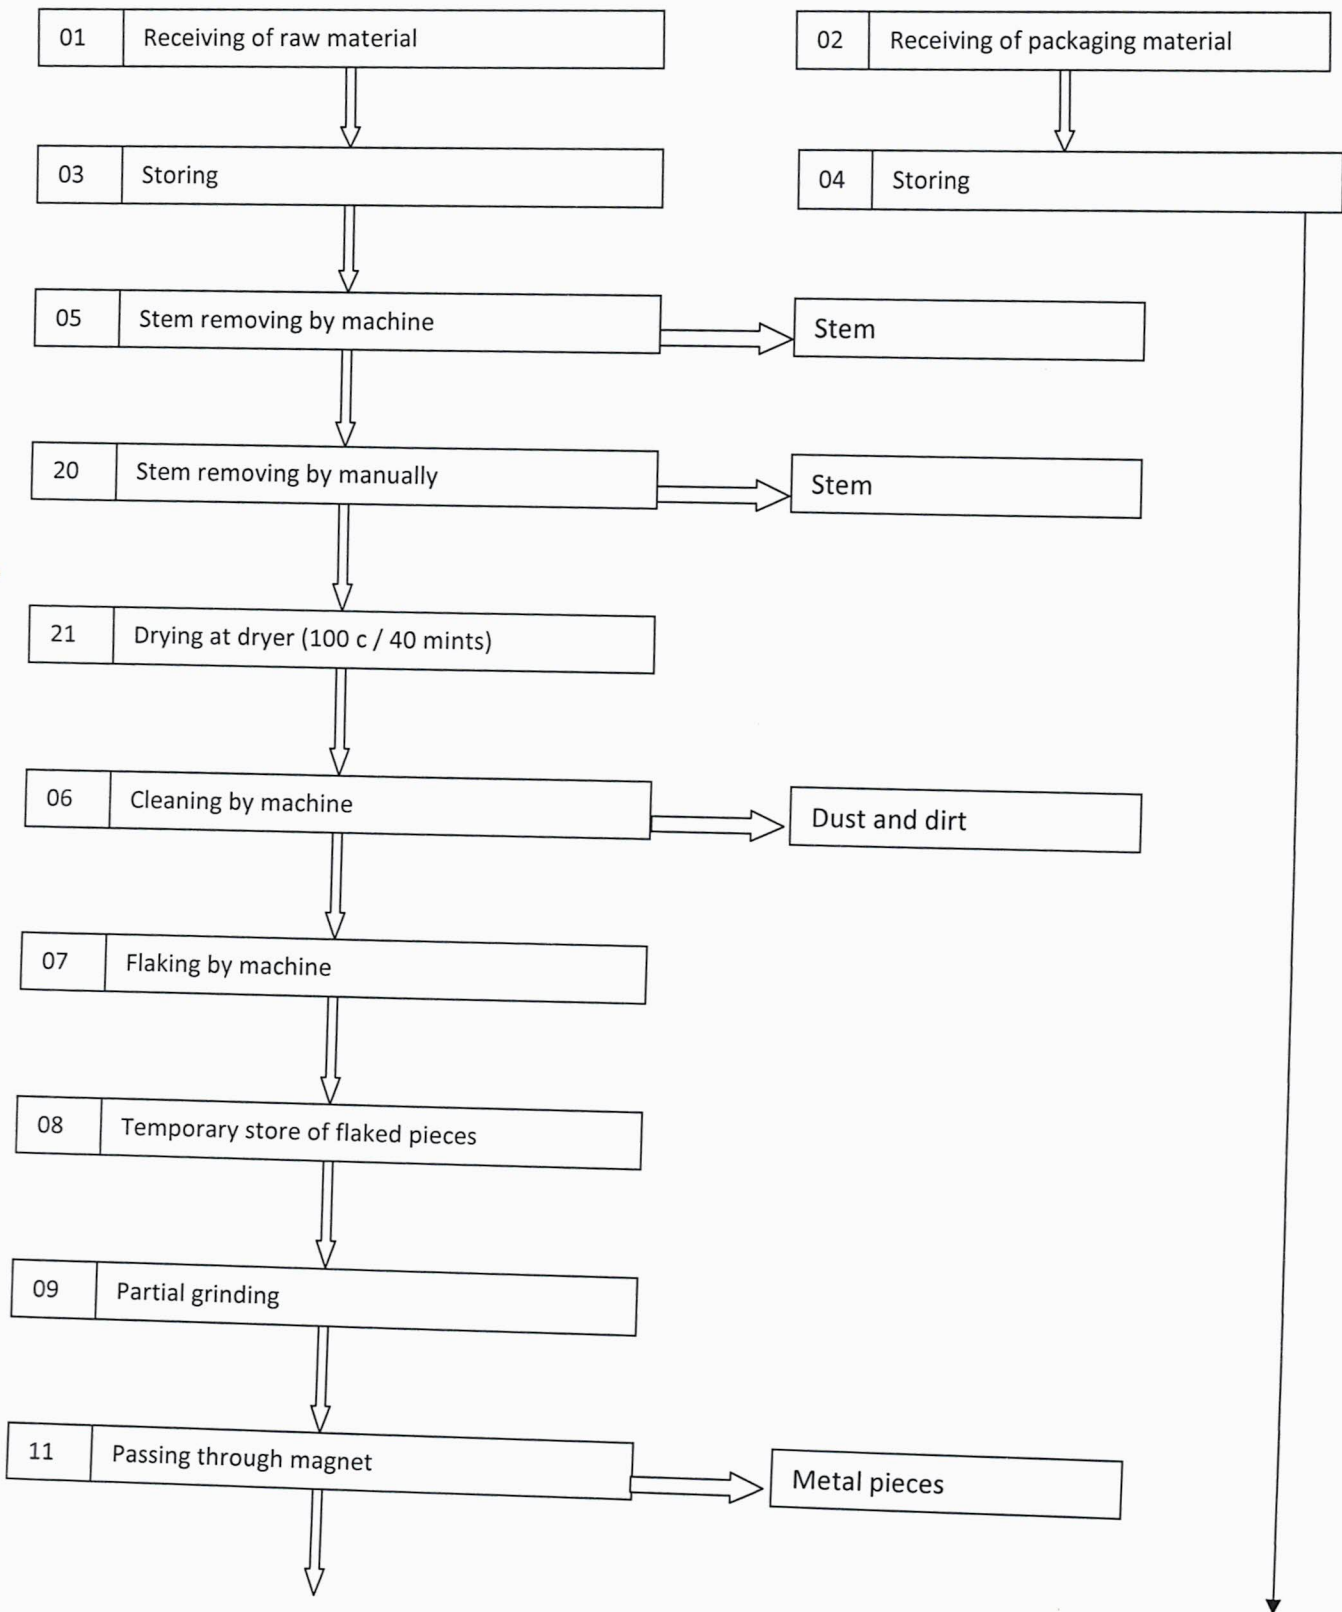 01 Receiving of raw material
02 Receiving of packaging material
03 Storing
04 Storing
05 Stem removing by machine
Stem
20 Stem removing by manually
Stem
21 Drying at dryer (100 c / 40 mints)
06 Cleaning by machine
Dust and dirt
07 Flaking by machine
08 Temporary store of flaked pieces
09 Partial grinding
11 Passing through magnet
Metal pieces